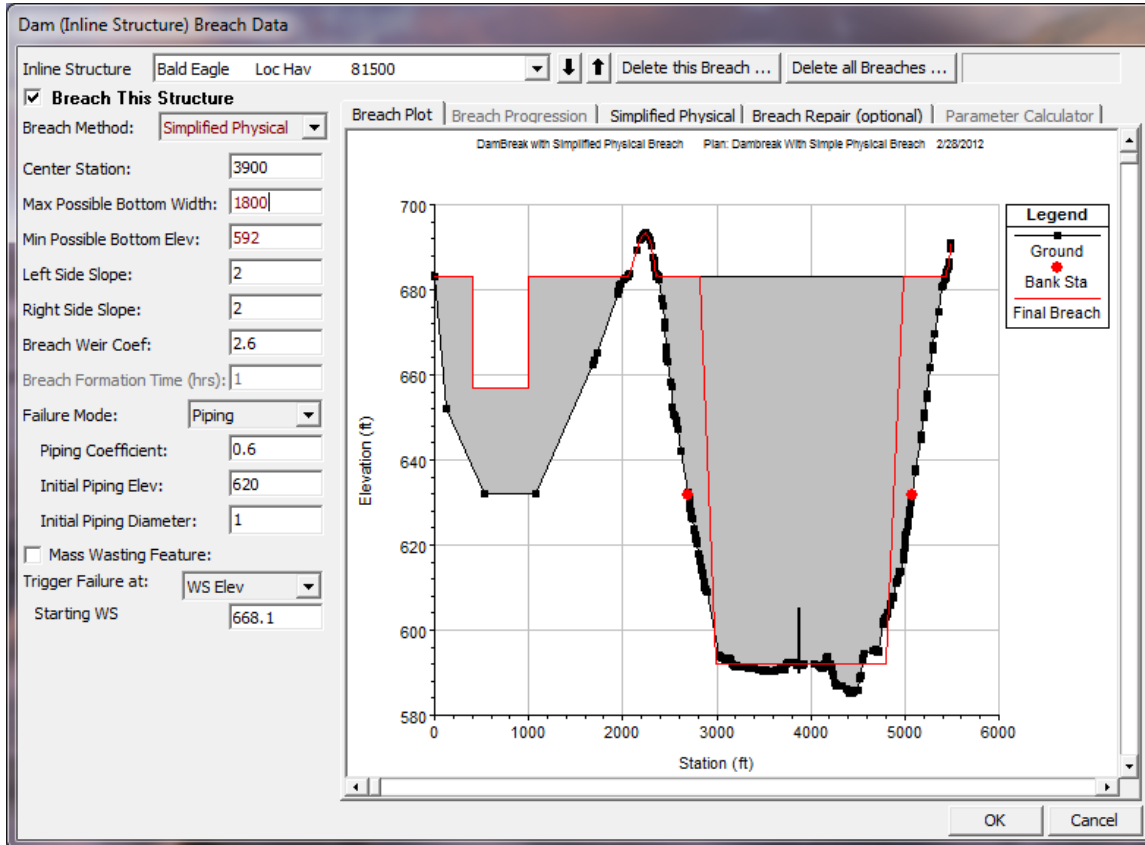 Dam (Inline Structure) Breach Data
Inline Structure Bald Eagle Loc Hav 81500 Delete this Breach ... Delete all Breaches ...
Breach This Structure
Breach Method: Simplified Physical
Center Station: 3900
Max Possible Bottom Width: 1800
Min Possible Bottom Elev: 592
Left Side Slope: 2
Right Side Slope: 2
Breach Weir Coef: 2.6
Breach Formation Time (hrs): 1
Failure Mode: Piping
Piping Coefficient: 0.6
Initial Piping Elev: 620
Initial Piping Diameter: 1
Mass Wasting Feature:
Trigger Failure at: WS Elev
Starting WS 668.1
Breach Plot Breach Progression Simplified Physical Breach Repair (optional) Parameter Calculator
DamBreak with Simplified Physical Breach Plan: Dambreak With Simple Physical Breach 2/28/2012
700
680
660
640
620
600
580
Elevation (ft)
0 1000 2000 3000 4000 5000 6000
Station (ft)
Legend
Ground
Bank Sta
Final Breach
OK Cancel